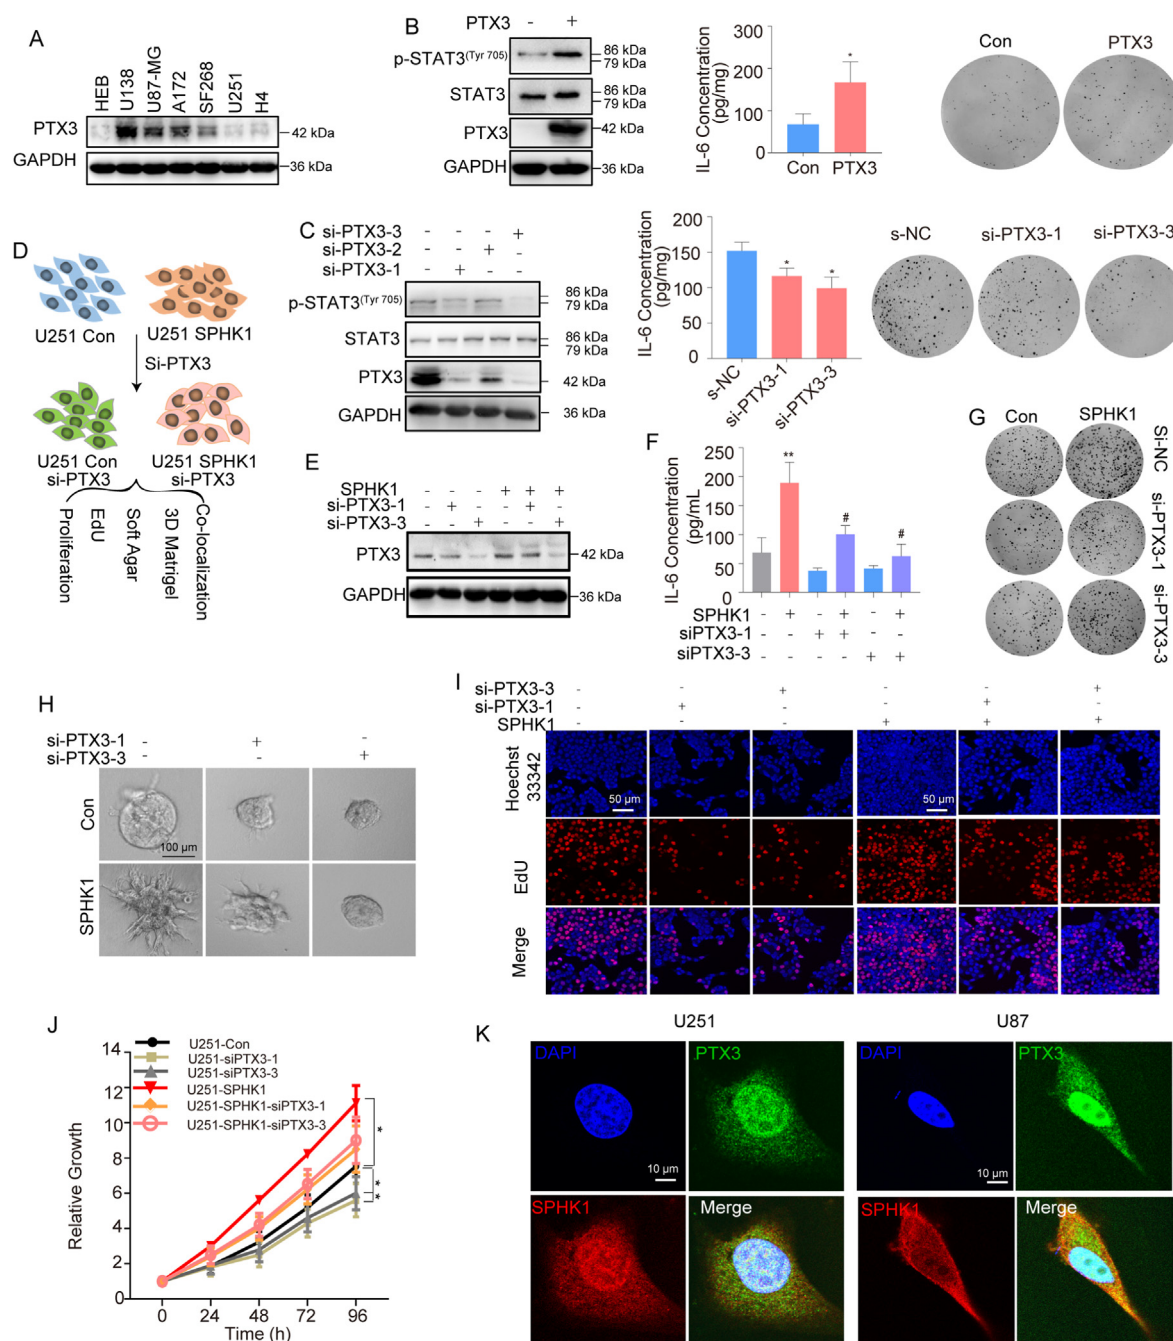 A
HEB
U138
U87-MG
A172
SF268
U251
H4
PTX3
42 kDa
GAPDH
36 kDa
B
PTX3 - +
p-STAT3(Tyr 705)
86 kDa
79 kDa
STAT3
86 kDa
79 kDa
PTX3
42 kDa
GAPDH
36 kDa
IL-6 Concentration
(pg/mg)
300
200
100
0
*
Con
PTX3
Con
PTX3
C
si-PTX3-3 - - - +
si-PTX3-2 - - + -
si-PTX3-1 - + - -
p-STAT3(Tyr 705)
86 kDa
79 kDa
STAT3
86 kDa
79 kDa
PTX3
42 kDa
GAPDH
36 kDa
IL-6 Concentration
(pg/mg)
200
150
100
50
0
*
*
s-NC
si-PTX3-1
si-PTX3-3
s-NC
si-PTX3-1
si-PTX3-3
D
U251 Con
U251 SPHK1
Si-PTX3
U251 Con
si-PTX3
U251 SPHK1
si-PTX3
Proliferation
EdU
Soft Agar
3D Matrigel
Co-localization
E
SPHK1 - - - + + +
si-PTX3-1 - + - - + -
si-PTX3-3 - - + - - +
PTX3
42 kDa
GAPDH
36 kDa
F
IL-6 Concentration
(pg/mL)
250
200
150
100
50
0
**
#
#
SPHK1 - + - + - +
siPTX3-1 - - + + - -
siPTX3-3 - - - - + +
G
Con
SPHK1
Si-NC
si-PTX3-1
si-PTX3-3
H
si-PTX3-1 - + -
si-PTX3-3 - - +
Con
100 μm
SPHK1
I
si-PTX3-3 - - + - - +
si-PTX3-1 - + - - + -
SPHK1 - - - + + +
Hoechst
33342
50 μm
50 μm
EdU
Merge
J
Relative Growth
14
12
10
8
6
4
2
0
U251-Con
U251-siPTX3-1
U251-siPTX3-3
U251-SPHK1
U251-SPHK1-siPTX3-1
U251-SPHK1-siPTX3-3
*
*
*
0
24
48
72
96
Time (h)
K
U251
U87
DAPI
PTX3
DAPI
PTX3
10 μm
10 μm
SPHK1
Merge
SPHK1
Merge